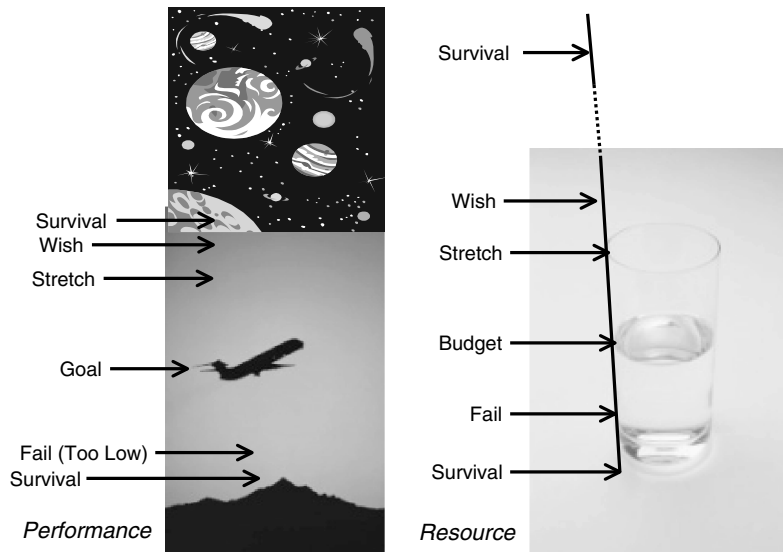 Survival
Wish
Stretch
Goal
Fail (Too Low)
Survival
Performance
Survival
Wish
Stretch
Budget
Fail
Survival
Resource